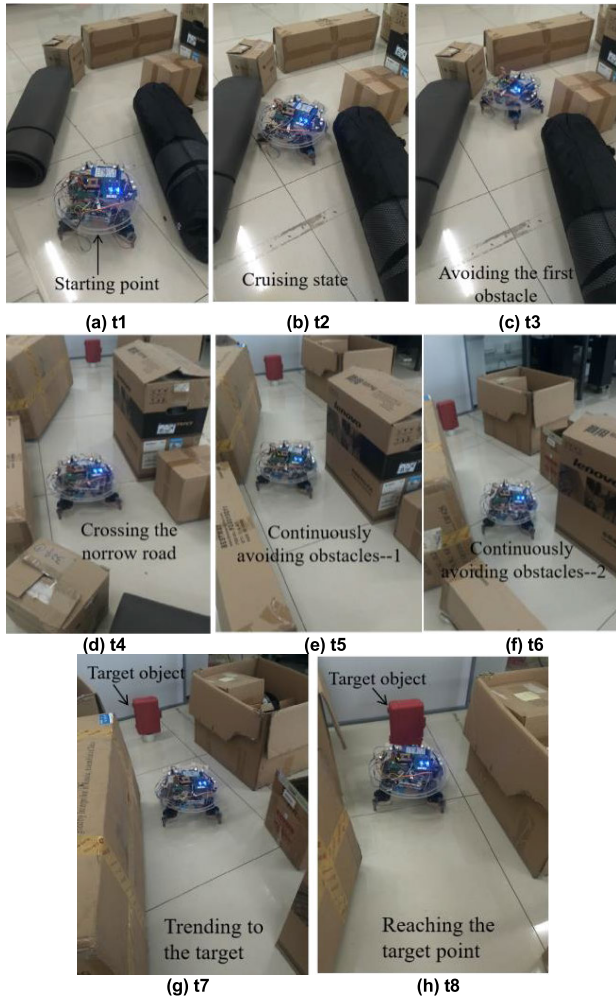 Starting point
(a) t1
Cruising state
(b) t2
Avoiding the first
obstacle
(c) t3
Crossing the
norrow road
(d) t4
lenovo
Continuously
avoiding obstacles--1
(e) t5
lenovo
Continuously
avoiding obstacles--2
(f) t6
Target object
Trending to
the target
(g) t7
Target object
Reaching the
target point
(h) t8